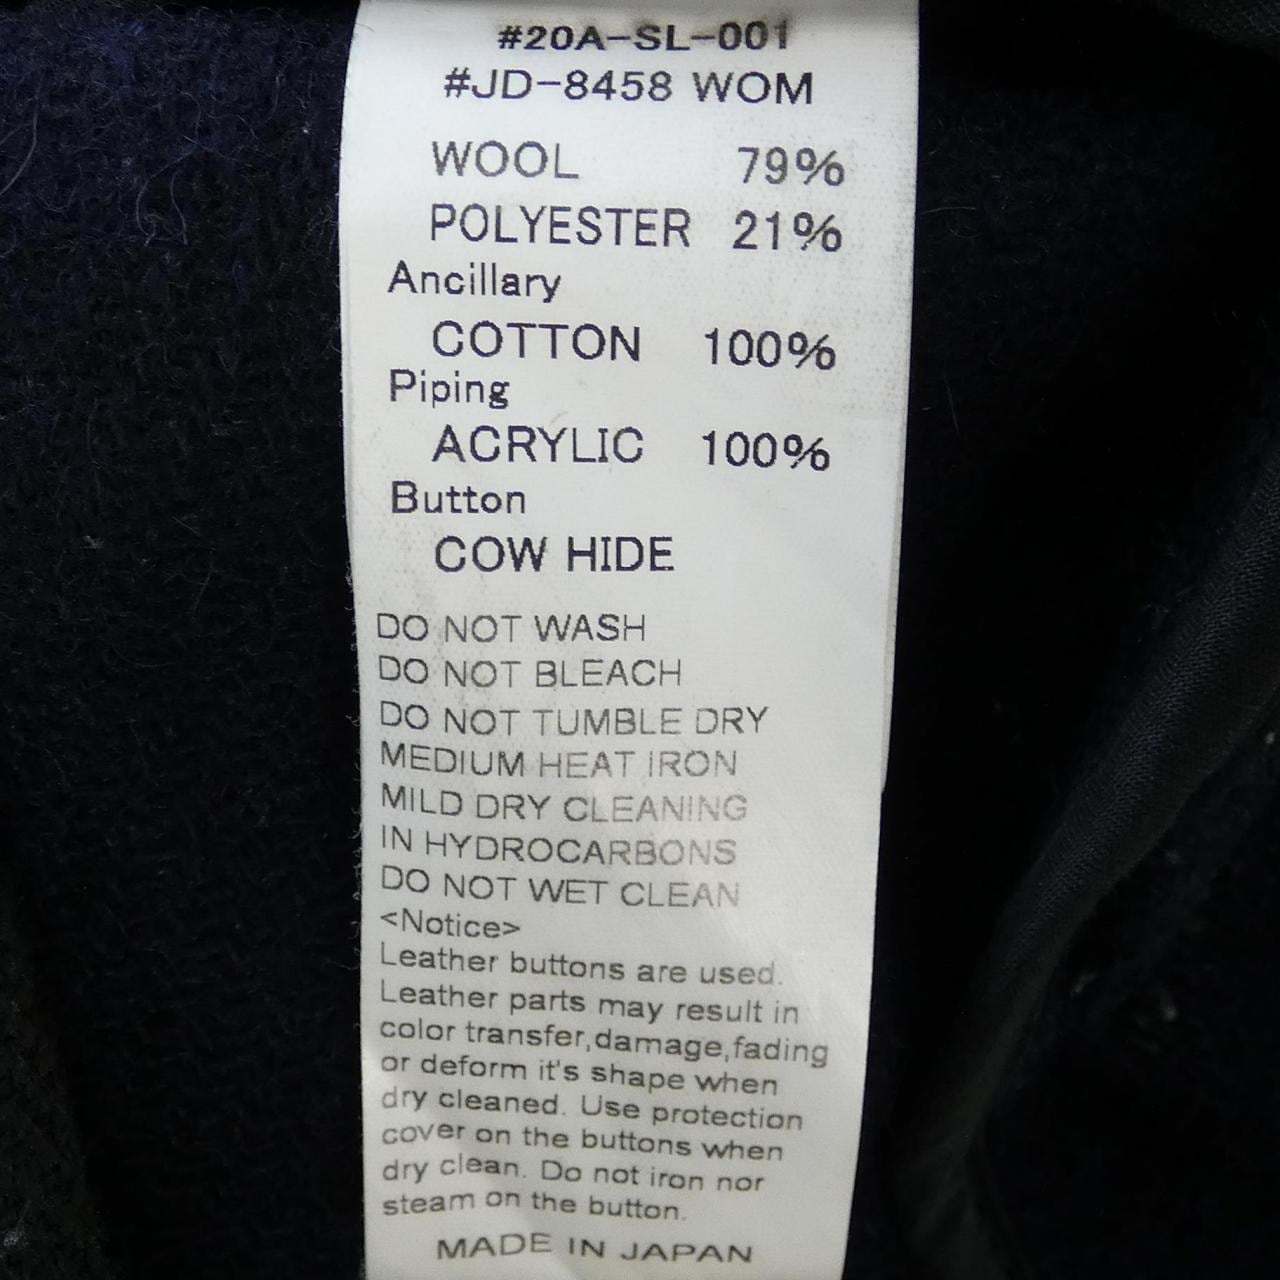 #20A-SL-001
#JD-8458 WOM
WOOL 79%
POLYESTER 21%
Ancillary
COTTON 100%
Piping
ACRYLIC 100%
Button
COW HIDE
DO NOT WASH
DO NOT BLEACH
DO NOT TUMBLE DRY
MEDIUM HEAT IRON
MILD DRY CLEANING
IN HYDROCARBONS
DO NOT WET CLEAN
<Notice>
Leather buttons are used.
Leather parts may result in
color transfer,damage,fading
or deform it's shape when
dry cleaned. Use protection
cover on the buttons when
dry clean. Do not iron nor
steam on the button.
MADE IN JAPAN